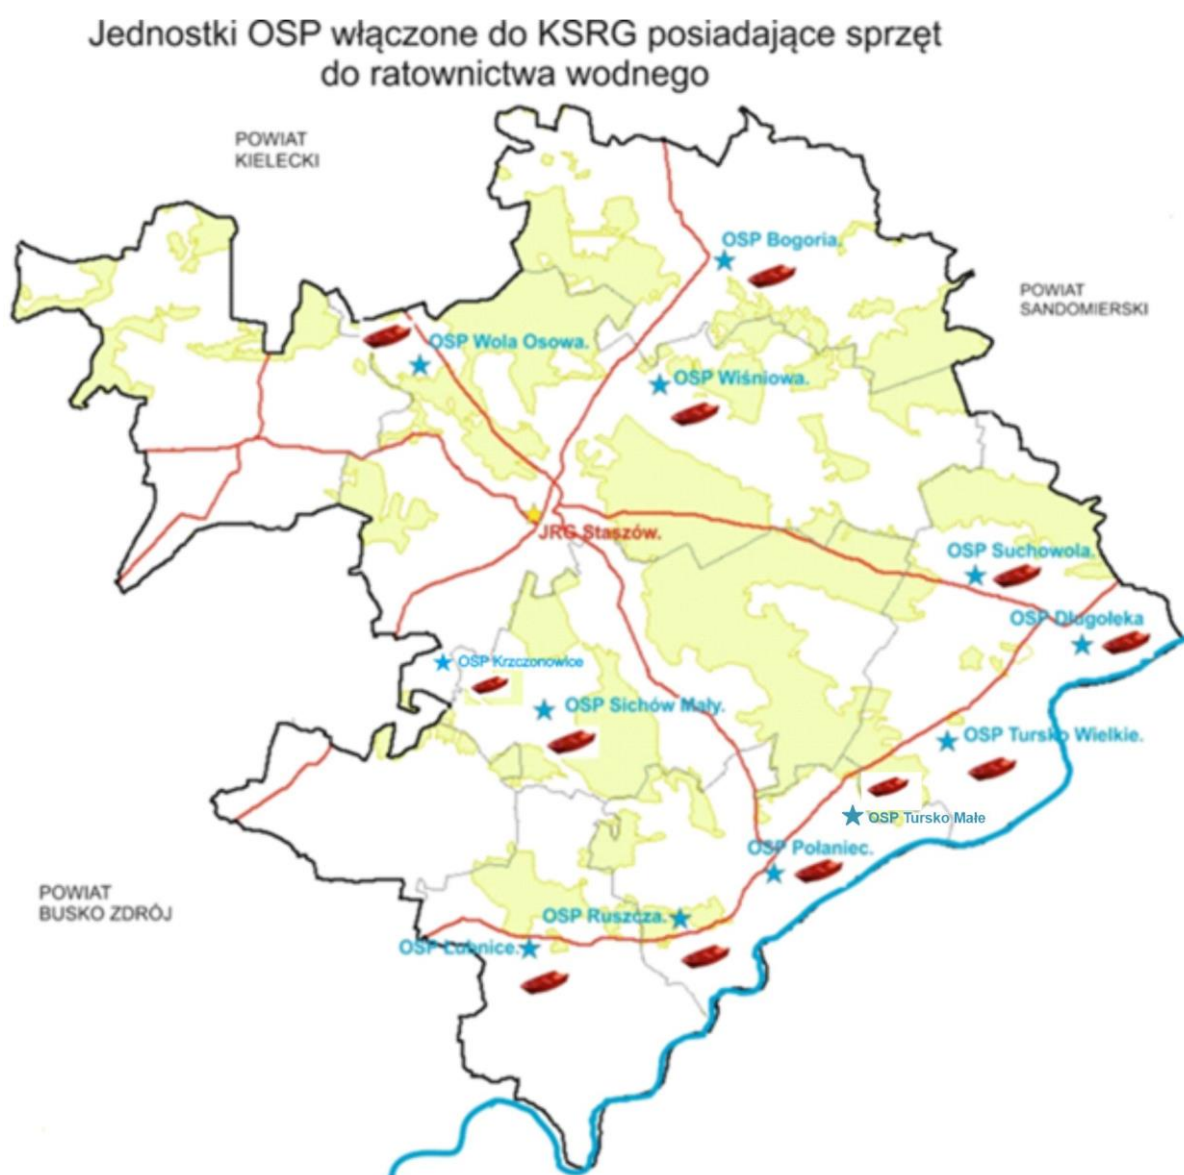 Jednostki OSP włączone do KSRG posiadające sprzęt
do ratownictwa wodnego
POWIAT
KIELECKI
OSP Bogoria.
POWIAT
SANDOMIERSKI
OSP Wola Osowa.
OSP Wiśniowa.
JRG Staszów.
OSP Suchowola.
OSP Długołeka
OSP Krzczonowice
OSP Sichów Mały.
OSP Tursko Wielkie.
OSP Tursko Małe
OSP Połaniec.
POWIAT
BUSKO ZDRÓJ
OSP Ruszcza.
OSP Łubnice.